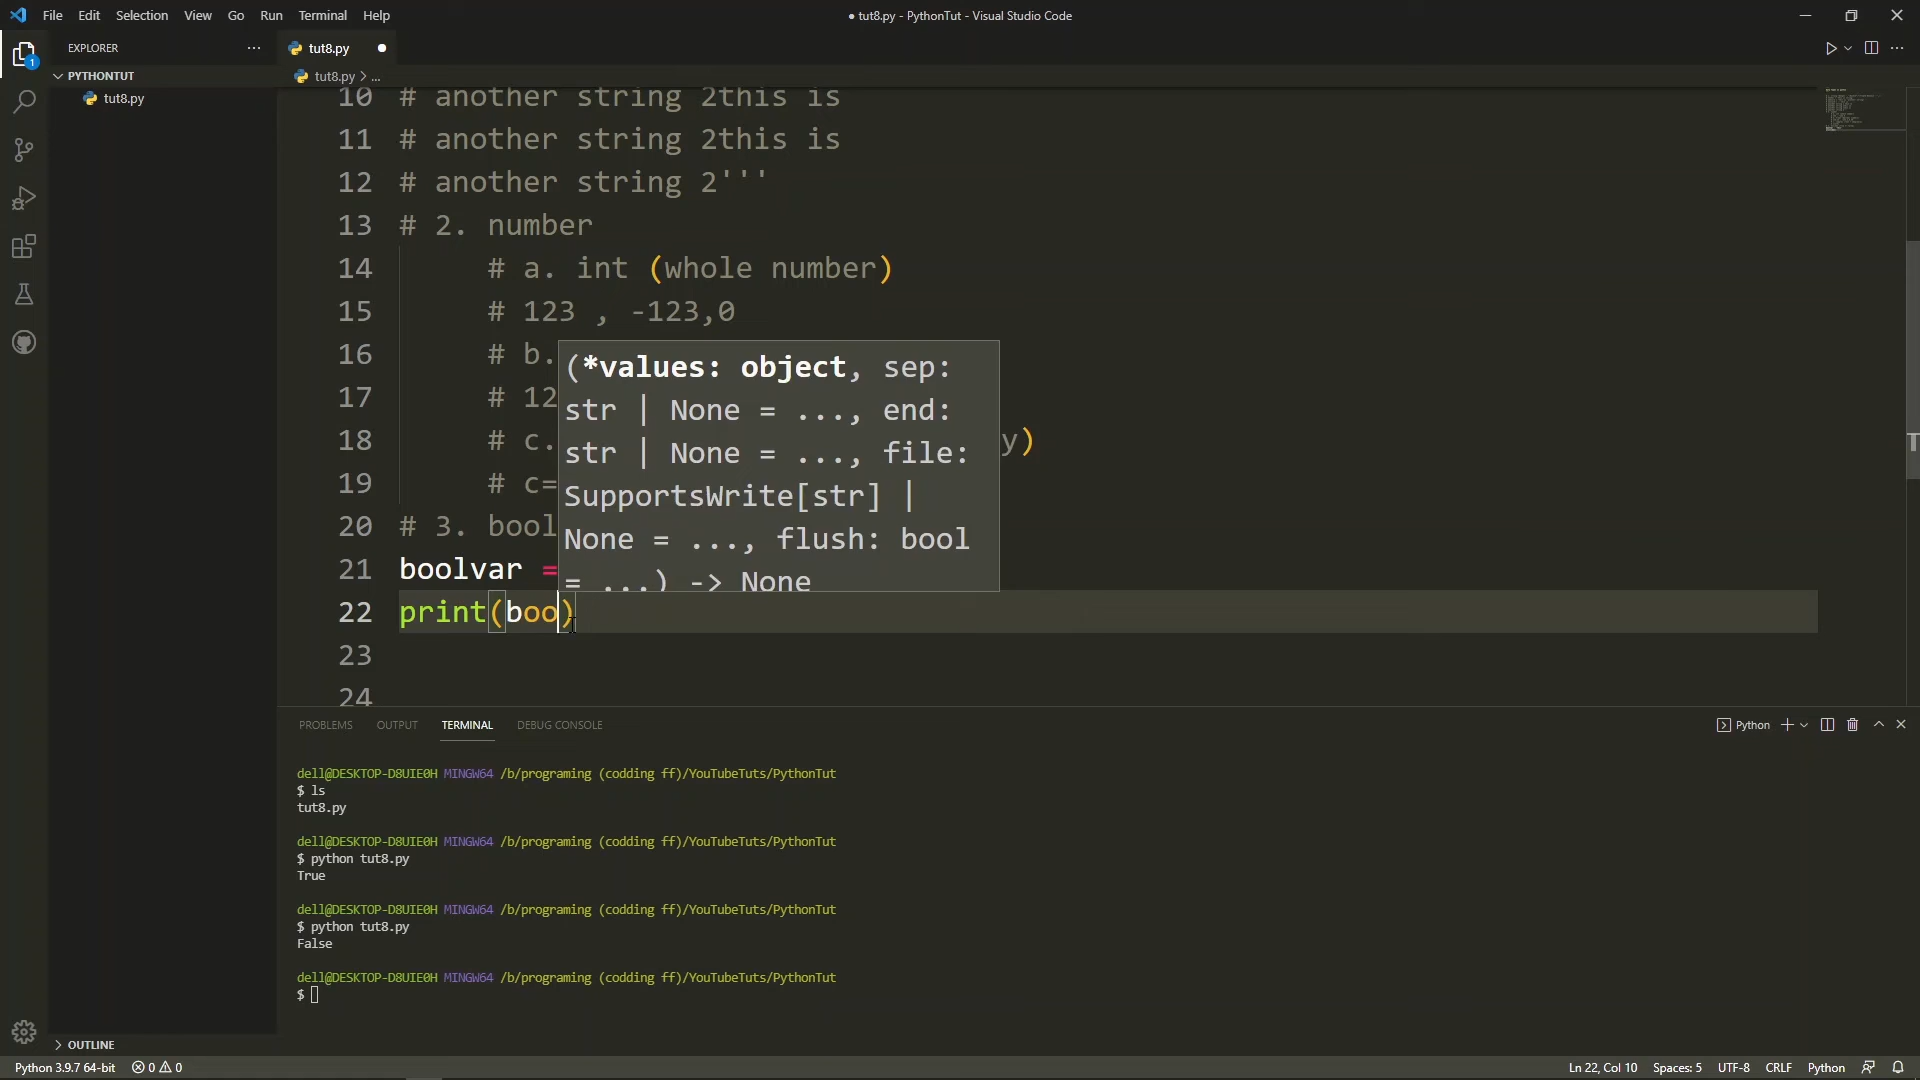 File Edit Selection View Go Run Terminal Help
● tut8.py - PythonTut - Visual Studio Code
EXPLORER
tut8.py
PYTHONTUT
tut8.py > ...
tut8.py
1
10 # another string 2this is
11 # another string 2this is
12 # another string 2'''
13 # 2. number
14 # a. int (whole number)
15 # 123 , -123,0
16 # b.
17 # 12
18 # c. y)
19 # c=
20 # 3. bool
21 boolvar =
22 print(boo)
23
24
(*values: object, sep:
str | None = ..., end:
str | None = ..., file:
SupportsWrite[str] |
None = ..., flush: bool
= ...) -> None
PROBLEMS OUTPUT TERMINAL DEBUG CONSOLE
Python
dell@DESKTOP-D8UIE0H MINGW64 /b/programing (codding ff)/YouTubeTuts/PythonTut
$ ls
tut8.py
dell@DESKTOP-D8UIE0H MINGW64 /b/programing (codding ff)/YouTubeTuts/PythonTut
$ python tut8.py
True
dell@DESKTOP-D8UIE0H MINGW64 /b/programing (codding ff)/YouTubeTuts/PythonTut
$ python tut8.py
False
dell@DESKTOP-D8UIE0H MINGW64 /b/programing (codding ff)/YouTubeTuts/PythonTut
$
OUTLINE
Python 3.9.7 64-bit 0 0
Ln 22, Col 10 Spaces: 5 UTF-8 CRLF Python